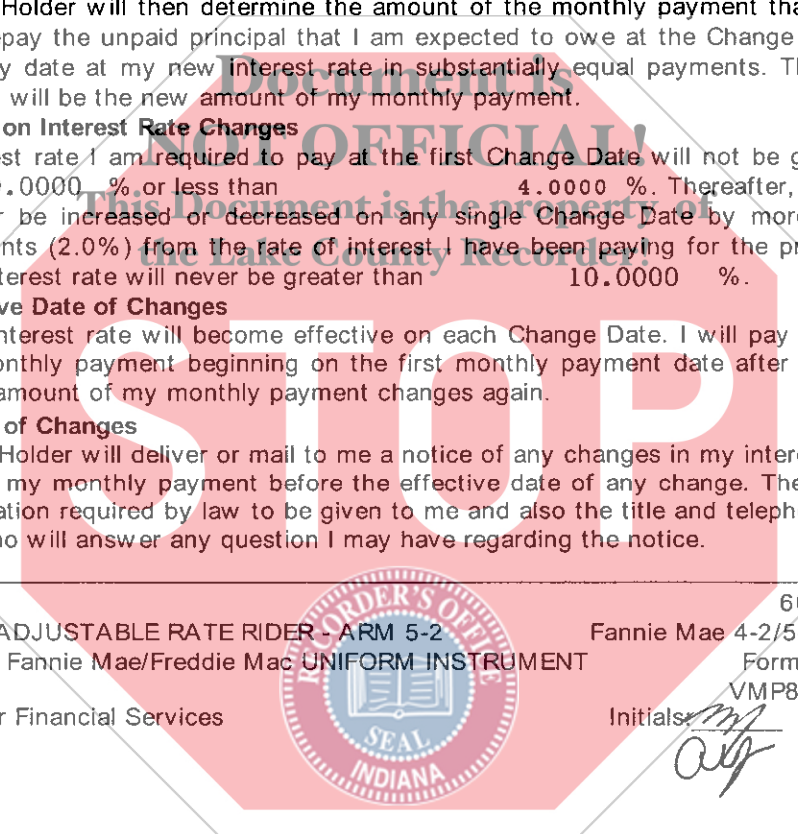 Holder will then determine the amount of the monthly payment tha
pay the unpaid principal that I am expected to owe at the Change
y date at my new interest rate in substantially equal payments. Th
will be the new amount of my monthly payment.
on Interest Rate Changes
est rate I am required to pay at the first Change Date will not be g
.0000 % or less than 4.0000 %. Thereafter,
r be increased or decreased on any single Change Date by more
nts (2.0%) from the rate of interest I have been paying for the pr
terest rate will never be greater than 10.0000 %.
ve Date of Changes
nterest rate will become effective on each Change Date. I will pay
onthly payment beginning on the first monthly payment date after
amount of my monthly payment changes again.
of Changes
Holder will deliver or mail to me a notice of any changes in my intere
my monthly payment before the effective date of any change. The
ation required by law to be given to me and also the title and teleph
no will answer any question I may have regarding the notice.
Document is
NOT OFFICIAL!
This Document is the property of
the Lake County Recorder!
STOP
ADJUSTABLE RATE RIDER - ARM 5-2 Fannie Mae 4-2/5
Fannie Mae/Freddie Mac UNIFORM INSTRUMENT Form
VMP8
r Financial Services Initials:
RECORDER'S OFFICE
SEAL
INDIANA